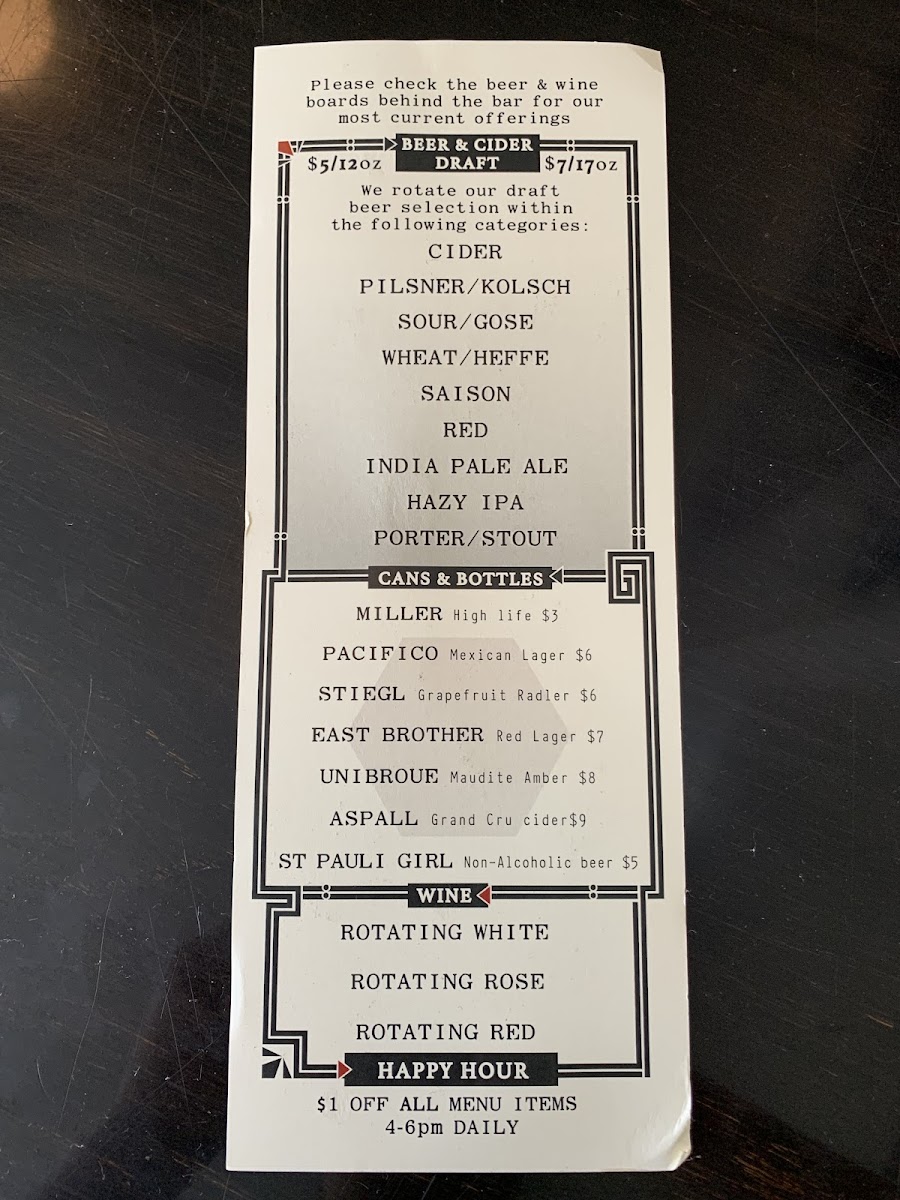 Please check the beer & wine
boards behind the bar for our
most current offerings
BEER & CIDER
DRAFT
$5/12oz $7/17oz
We rotate our draft
beer selection within
the following categories:
CIDER
PILSNER/KOLSCH
SOUR/GOSE
WHEAT/HEFFE
SAISON
RED
INDIA PALE ALE
HAZY IPA
PORTER/STOUT
CANS & BOTTLES
MILLER High life $3
PACIFICO Mexican Lager $6
STIEGL Grapefruit Radler $6
EAST BROTHER Red Lager $7
UNIBROUE Maudite Amber $8
ASPALL Grand Cru cider$9
ST PAULI GIRL Non-Alcoholic beer $5
WINE
ROTATING WHITE
ROTATING ROSE
ROTATING RED
HAPPY HOUR
$1 OFF ALL MENU ITEMS
4-6pm DAILY